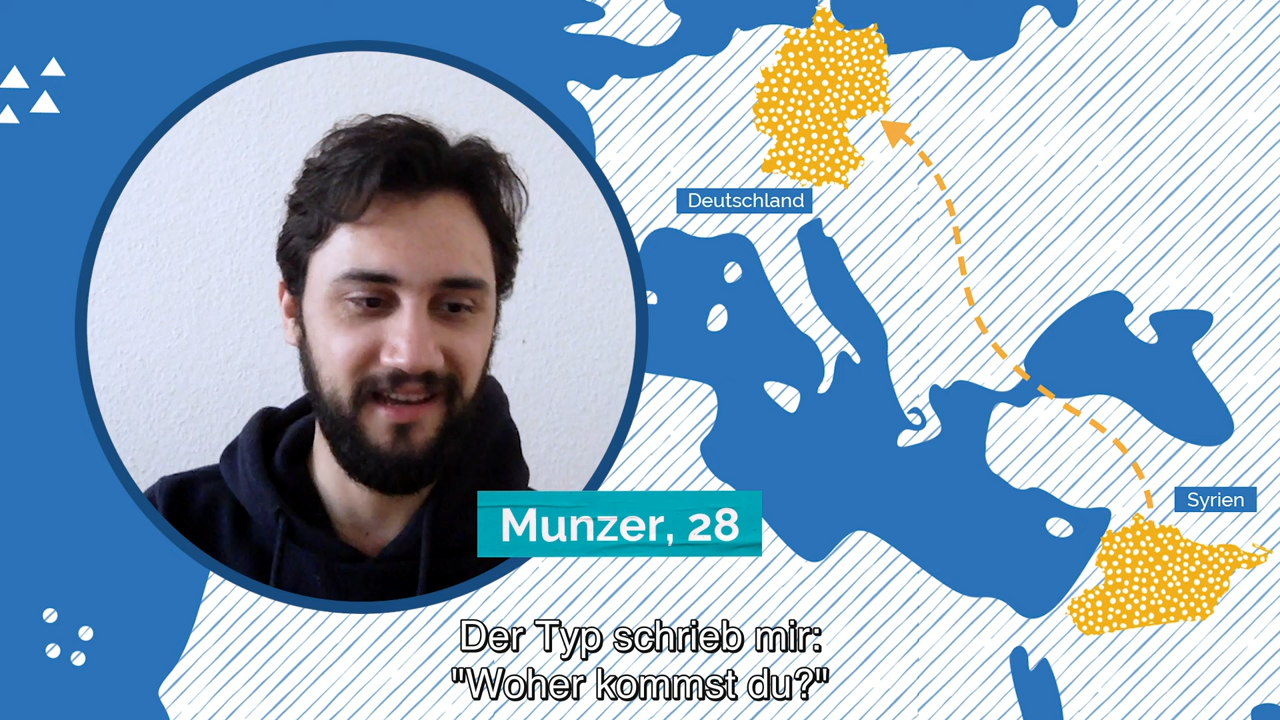 Deutschland
Syrien
Munzer, 28
Der Typ schrieb mir:
"Woher kommst du?"